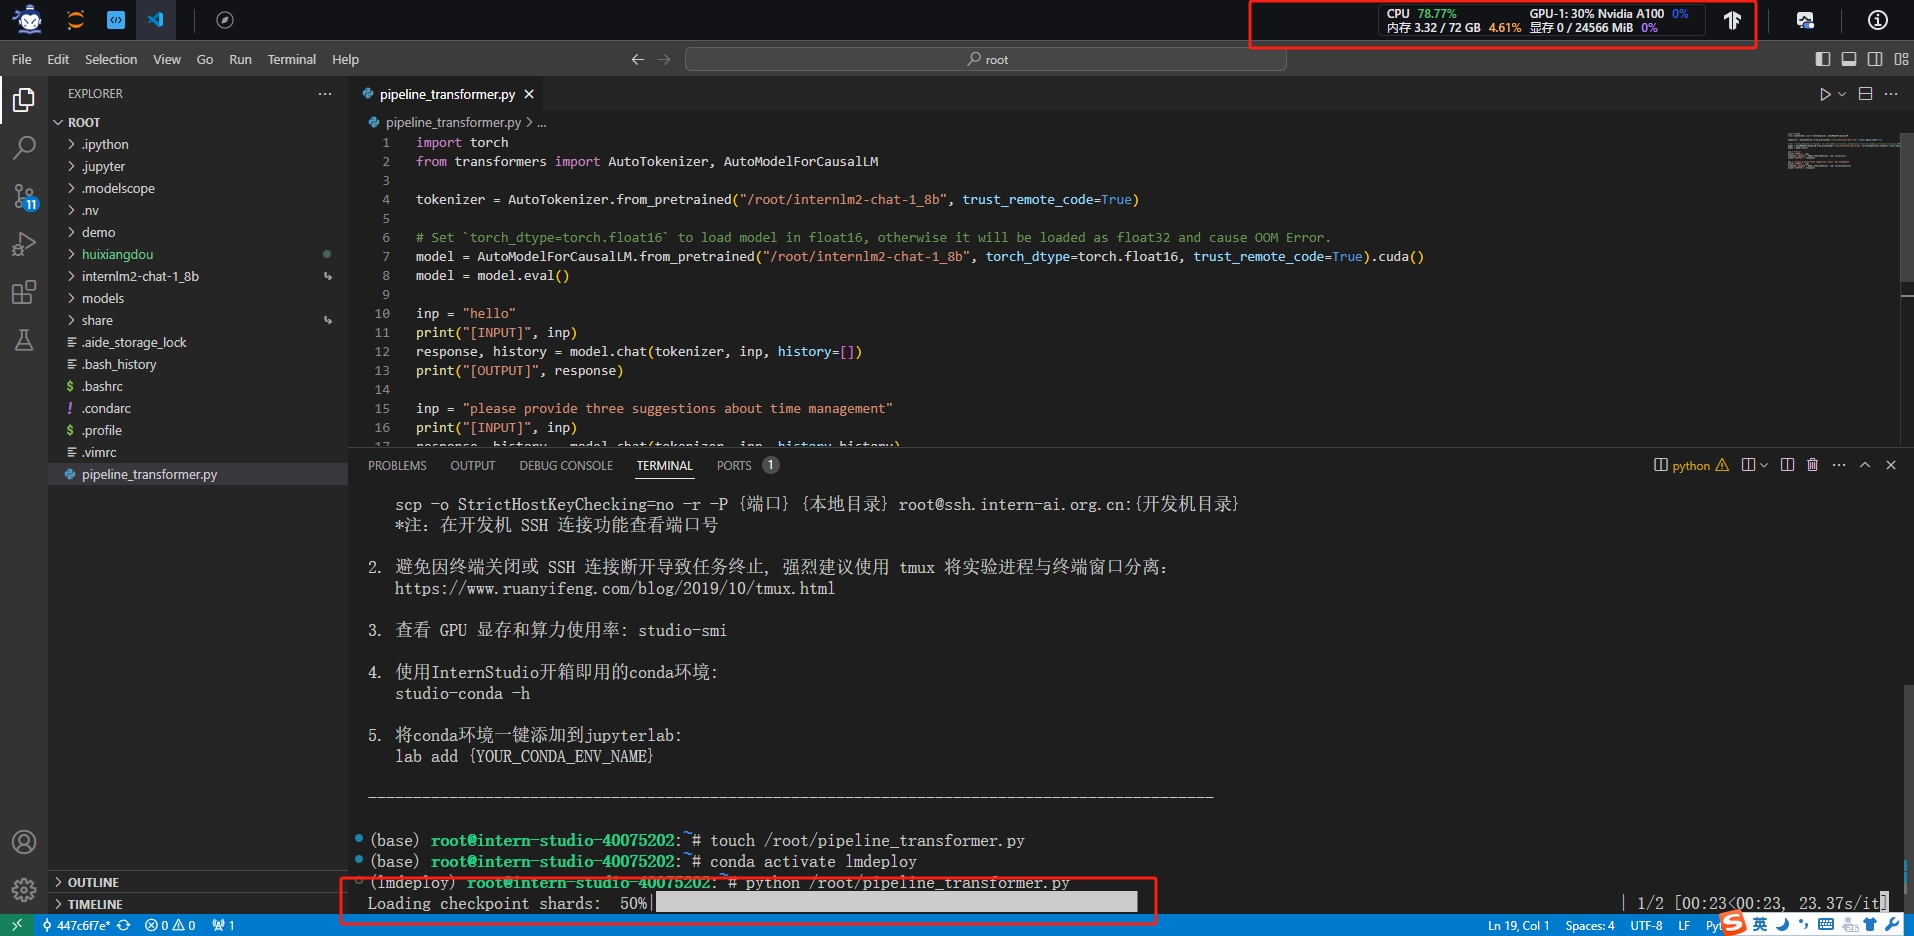 CPU 78.77% GPU-1: 30% Nvidia A100 0%
内存 3.32 / 72 GB 4.61% 显存 0 / 24566 MiB 0%
File Edit Selection View Go Run Terminal Help
root
EXPLORER
ROOT
.ipython
.jupyter
.modelscope
.nv
demo
huixiangdou
internlm2-chat-1_8b
models
share
.aide_storage_lock
.bash_history
.bashrc
.condarc
.profile
.vimrc
pipeline_transformer.py
OUTLINE
TIMELINE
11
pipeline_transformer.py
pipeline_transformer.py > ...
1 import torch
2 from transformers import AutoTokenizer, AutoModelForCausalLM
3
4 tokenizer = AutoTokenizer.from_pretrained("/root/internlm2-chat-1_8b", trust_remote_code=True)
5
6 # Set `torch_dtype=torch.float16` to load model in float16, otherwise it will be loaded as float32 and cause OOM Error.
7 model = AutoModelForCausalLM.from_pretrained("/root/internlm2-chat-1_8b", torch_dtype=torch.float16, trust_remote_code=True).cuda()
8 model = model.eval()
9
10 inp = "hello"
11 print("[INPUT]", inp)
12 response, history = model.chat(tokenizer, inp, history=[])
13 print("[OUTPUT]", response)
14
15 inp = "please provide three suggestions about time management"
16 print("[INPUT]", inp)
17 response, history = model.chat(tokenizer, inp, history=history)
PROBLEMS OUTPUT DEBUG CONSOLE TERMINAL PORTS 1
python
scp -o StrictHostKeyChecking=no -r -P {端口} {本地目录} root@ssh.intern-ai.org.cn:{开发机目录}
*注: 在开发机 SSH 连接功能查看端口号
2. 避免因终端关闭或 SSH 连接断开导致任务终止, 强烈建议使用 tmux 将实验进程与终端窗口分离:
https://www.ruanyifeng.com/blog/2019/10/tmux.html
3. 查看 GPU 显存和算力使用率: studio-smi
4. 使用InternStudio开箱即用的conda环境:
studio-conda -h
5. 将conda环境一键添加到jupyterlab:
lab add {YOUR_CONDA_ENV_NAME}
(base) root@intern-studio-40075202:~# touch /root/pipeline_transformer.py
(base) root@intern-studio-40075202:~# conda activate lmdeploy
(lmdeploy) root@intern-studio-40075202:~# python /root/pipeline_transformer.py
Loading checkpoint shards: 50%| | 1/2 [00:23<00:23, 23.37s/it]
447c6f7e* 0 0 1 Ln 19, Col 1 Spaces: 4 UTF-8 LF
英